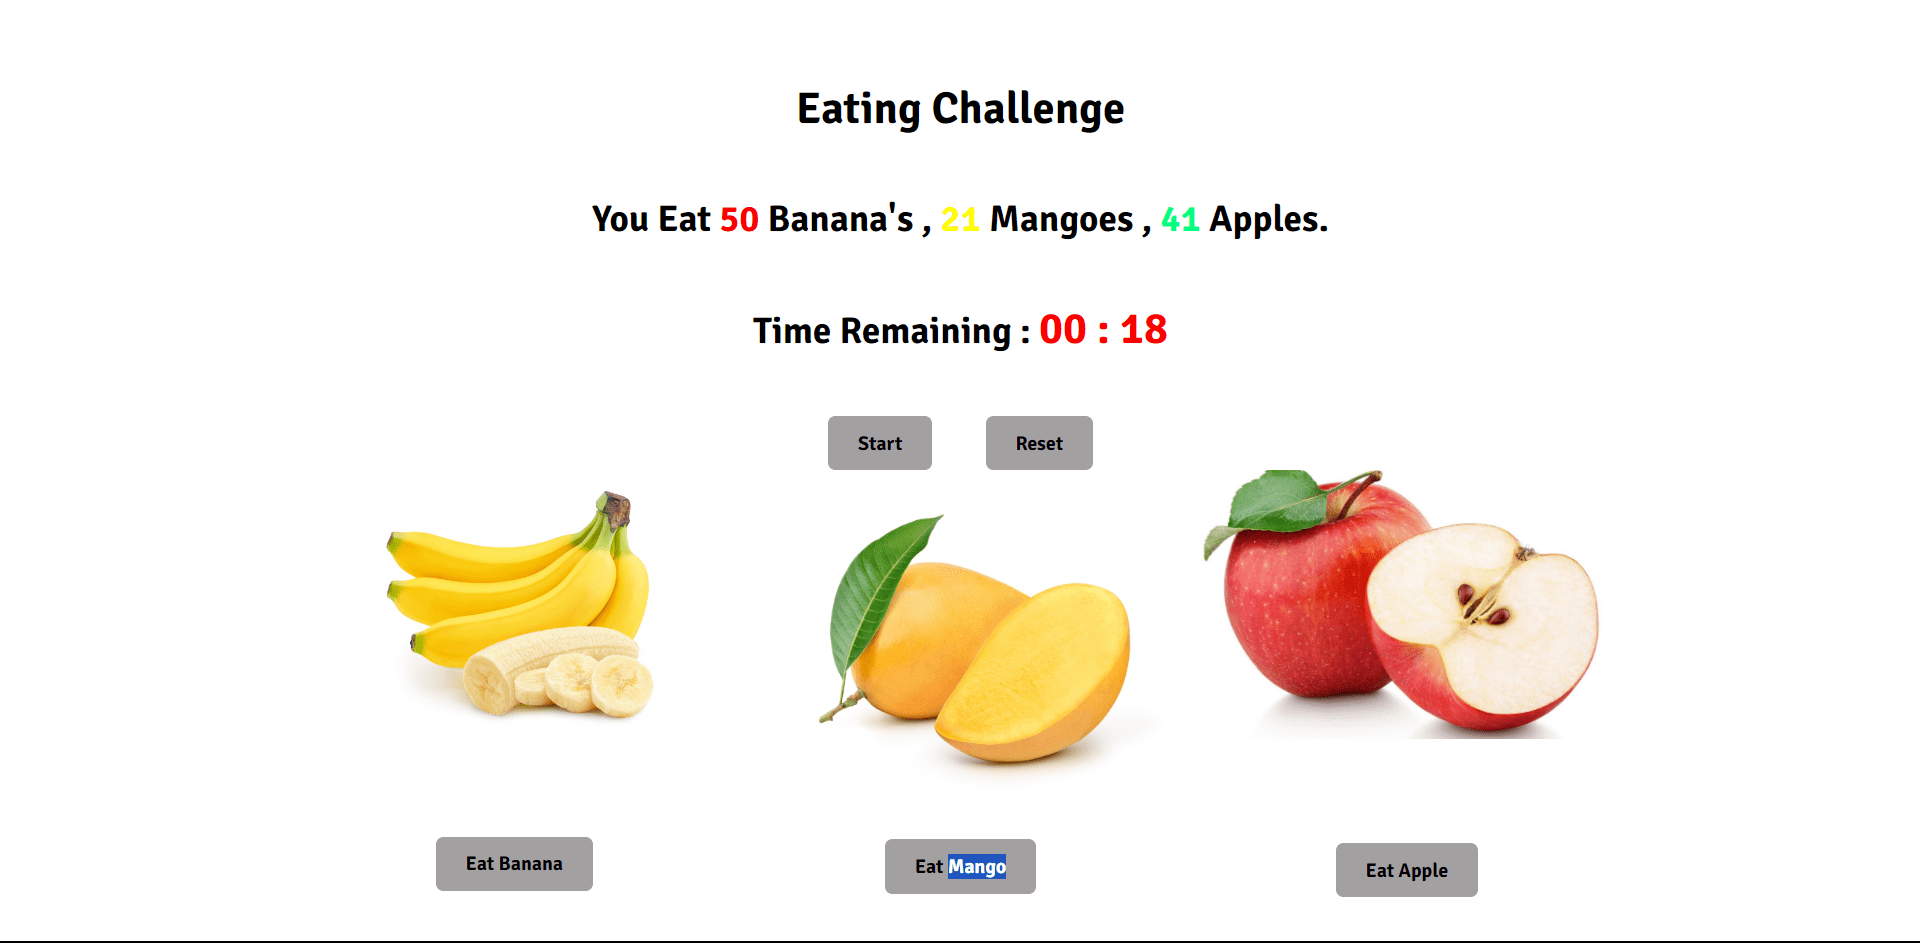 Eating Challenge
You Eat 50 Banana's , 21 Mangoes , 41 Apples.
Time Remaining : 00 : 18
Start Reset
Eat Banana Eat Mango Eat Apple